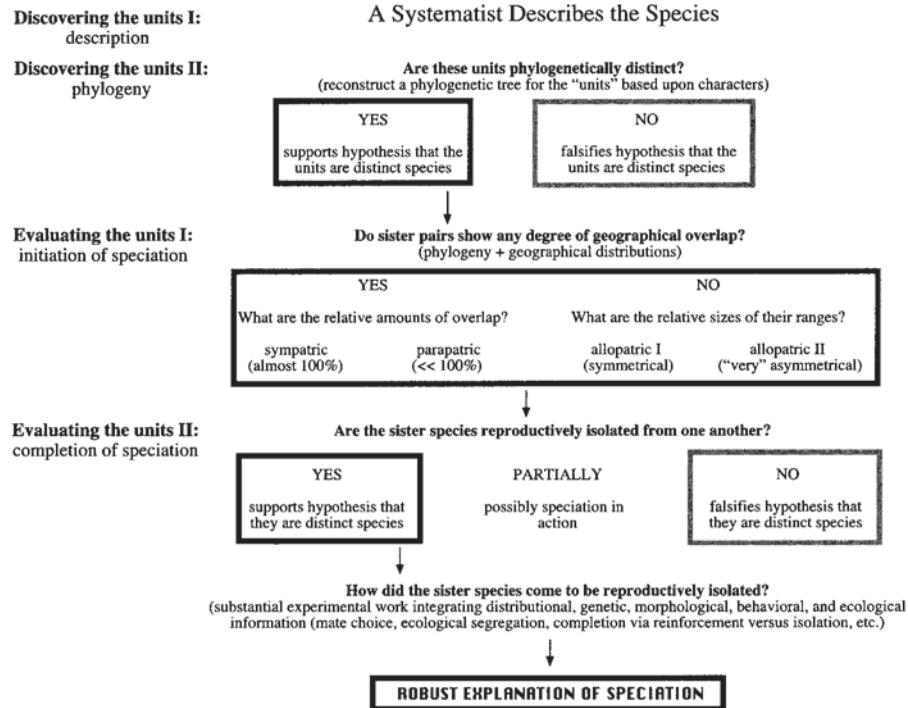 Discovering the units I:
description
A Systematist Describes the Species
Discovering the units II:
phylogeny
Are these units phylogenetically distinct?
(reconstruct a phylogenetic tree for the “units” based upon characters)
YES
supports hypothesis that the
units are distinct species
NO
falsifies hypothesis that the
units are distinct species
Evaluating the units I:
initiation of speciation
Do sister pairs show any degree of geographical overlap?
(phylogeny + geographical distributions)
YES
What are the relative amounts of overlap?
sympatric
(almost 100%)
parapatric
(<< 100%)
NO
What are the relative sizes of their ranges?
allopatric I
(symmetrical)
allopatric II
(“very” asymmetrical)
Evaluating the units II:
completion of speciation
Are the sister species reproductively isolated from one another?
YES
supports hypothesis that
they are distinct species
PARTIALLY
possibly speciation in
action
NO
falsifies hypothesis that
they are distinct species
How did the sister species come to be reproductively isolated?
(substantial experimental work integrating distributional, genetic, morphological, behavioral, and ecological
information (mate choice, ecological segregation, completion via reinforcement versus isolation, etc.)
ROBUST EXPLANATION OF SPECIATION